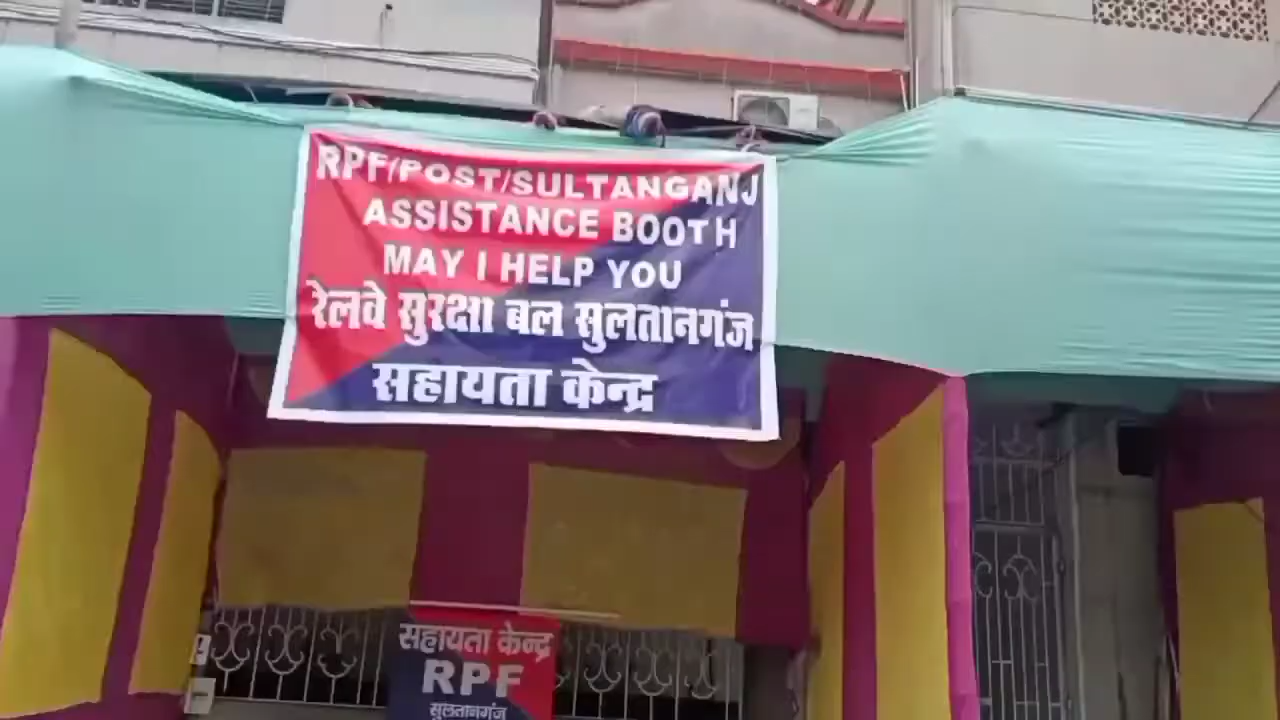 RPF/POST/SULTANGANJ
ASSISTANCE BOOTH
MAY I HELP YOU
रेलवे सुरक्षा बल सुलतानगंज
सहायता केन्द्र
सहायता केन्द्र
RPF
सुलतानगंज